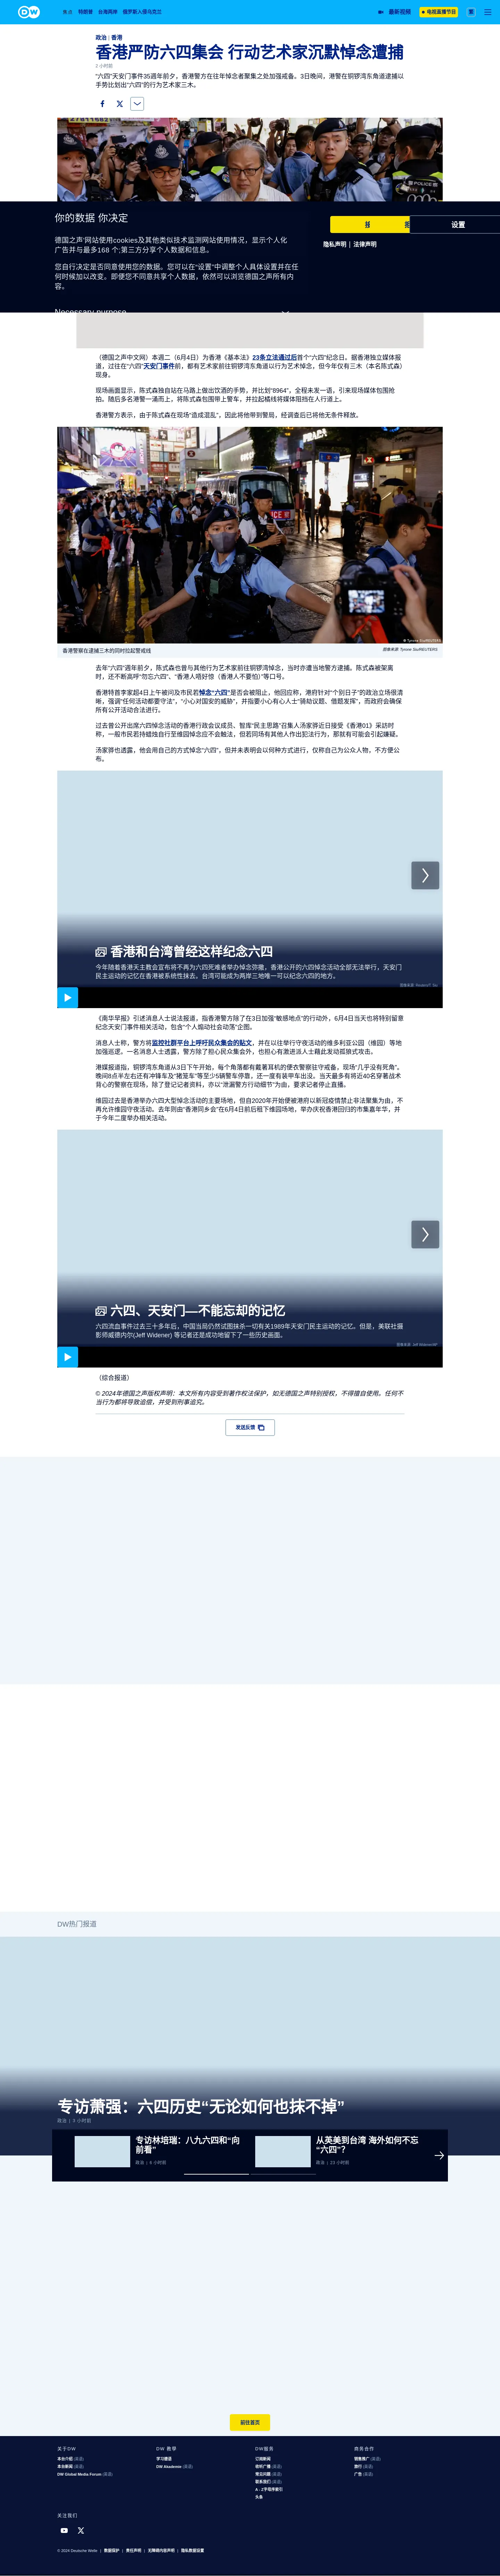 DW
焦点 特朗普 台海两岸 俄罗斯入侵乌克兰
最新视频
电视直播节目
繁
政治 | 香港
香港严防六四集会 行动艺术家沉默悼念遭捕
2 小时前
“六四”天安门事件35週年前夕，香港警方在往年悼念者聚集之处加强戒备。3日晚间，港警在铜锣湾东角道逮捕以
手势比划出“六四”的行为艺术家三木。
你的数据 你决定
德国之声‘网站使用cookies及其他类似技术监测网站使用情况，显示个人化
广告并与最多168 个;第三方分享个人数据和信息。
您自行决定是否同意使用您的数据。您可以在“设置”中调整个人具体设置并在任
何时候加以改变。即便您不同意共享个人数据，依然可以浏览德国之声所有内
容。
Necessary purpose
设置
隐私声明 | 法律声明
（德国之声中文网）本週二（6月4日）为香港《基本法》23条立法通过后首个“六四”纪念日。据香港独立媒体报
道，过往在“六四”天安门事件前，都有艺术家前往铜锣湾东角道以行为艺术悼念，但今年仅有三木（本名陈式森）
现身。
现场画面显示，陈式森独自站在马路上做出饮酒的手势，并比划“8964”，全程未发一语，引来现场媒体包围抢
拍。随后多名港警一涌而上，将陈式森包围带上警车，并拉起橘线将媒体阻挡在人行道上。
香港警方表示，由于陈式森在现场“造成混乱”，因此将他带到警局，经调查后已将他无条件释放。
© Tyrone Siu/REUTERS
香港警察在逮捕三木的同时拉起警戒线
图像来源: Tyrone Siu/REUTERS
去年“六四”週年前夕，陈式森也曾与其他行为艺术家前往铜锣湾悼念，当时亦遭当地警方逮捕。陈式森被架离
时，还不断高呼“勿忘六四”、“香港人唔好惊（香港人不要怕）”等口号。
香港特首李家超4日上午被问及市民若悼念“六四”是否会被阻止，他回应称，港府针对“个别日子”的政治立场很清
晰，强调“任何活动都要守法”，“小心对国安的威胁”，并指要小心有心人士“骑劫议题、借题发挥”，而政府会确保
所有公开活动合法进行。
过去曾公开出席六四悼念活动的香港行政会议成员、智库“民主思路”召集人汤家骅近日接受《香港01》采訪时
称，一般市民若持蜡烛自行至维园悼念应不会触法，但若同场有其他人作出犯法行为，那就有可能会引起嫌疑。
汤家骅也透露，他会用自己的方式悼念“六四”，但并未表明会以何种方式进行，仅称自己为公众人物，不方便公
布。
香港和台湾曾经这样纪念六四
今年随着香港天主教会宣布将不再为六四死难者举办悼念弥撒，香港公开的六四悼念活动全部无法举行，天安门
民主运动的记忆在香港被系统性抹去。台湾可能成为两岸三地唯一可以纪念六四的地方。
《南华早报》引述消息人士说法报道，指香港警方除了在3日加强“敏感地点”的行动外，6月4日当天也将特别留意
纪念天安门事件相关活动，包含“个人煽动社会动荡”企图。
消息人士称，警方将监控社群平台上呼吁民众集会的贴文，并在以往举行守夜活动的维多利亚公园（维园）等地
加强巡逻。一名消息人士透露，警方除了担心民众集会外，也担心有激进派人士藉此发动孤狼式攻击。
港媒报道指，铜锣湾东角道从3日下午开始，每个角落都有戴著耳机的便衣警察驻守戒备，现场“几乎没有死角”。
晚间8点半左右还有冲锋车及“猪笼车”等至少5辆警车停靠，还一度有装甲车出没。当天最多有将近40名穿著战术
背心的警察在现场，除了登记记者资料，亦以“泄漏警方行动细节”为由，要求记者停止直播。
维园过去是香港举办六四大型悼念活动的主要场地，但自2020年开始便被港府以新冠疫情禁止非法聚集为由，不
再允许维园守夜活动。去年则由“香港同乡会”在6月4日前后租下维园场地，举办庆祝香港回归的市集嘉年华，并
于今年二度举办相关活动。
六四、天安门—不能忘却的记忆
六四流血事件过去三十多年后，中国当局仍然试图抹杀一切有关1989年天安门民主运动的记忆。但是，美联社摄
影师威德内尔(Jeff Widener) 等记者还是成功地留下了一些历史画面。
图像来源: Jeff Widener/AP
（综合报道）
© 2024年德国之声版权声明：本文所有内容受到著作权法保护，如无德国之声特别授权，不得擅自使用。任何不
当行为都将导致追偿，并受到刑事追究。
发送反馈
DW热门报道
专访萧强：六四历史“无论如何也抹不掉”
政治 | 3 小时前
专访林培瑞：八九六四和“向
前看”
政治 | 6 小时前
从英美到台湾 海外如何不忘
“六四”？
政治 | 23 小时前
前往首页
关于DW
本台介绍 (英语)
本台新闻 (英语)
DW Global Media Forum (英语)
DW 教學
学习德语
DW Akademie (英语)
DW服务
订阅新闻
收听广播 (英语)
常见问题 (英语)
联系我们 (英语)
A - Z字母序索引
头条
商务合作
销售推广 (英语)
旅行 (英语)
广告 (英语)
关注我们
© 2024 Deutsche Welle | 数据保护 | 责任声明 | 无障碍内容声明 | 隐私数据设置